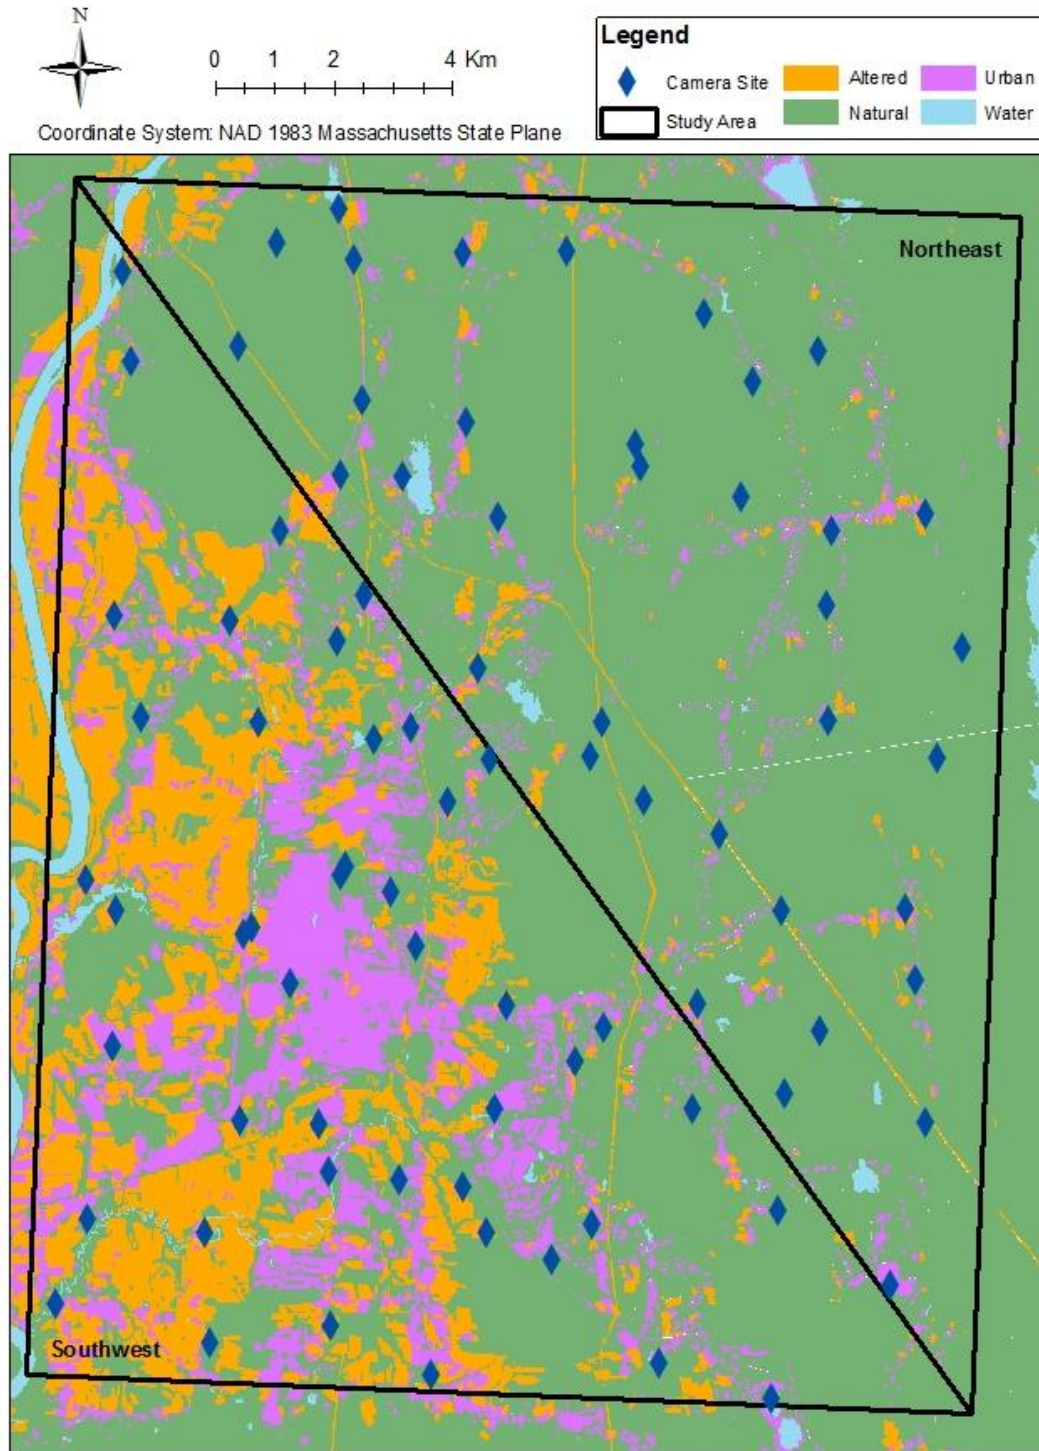 N
0 1 2 4 Km
Coordinate System: NAD 1983 Massachusetts State Plane
Legend
Camera Site Altered Urban
Study Area Natural Water
Northeast
Southwest